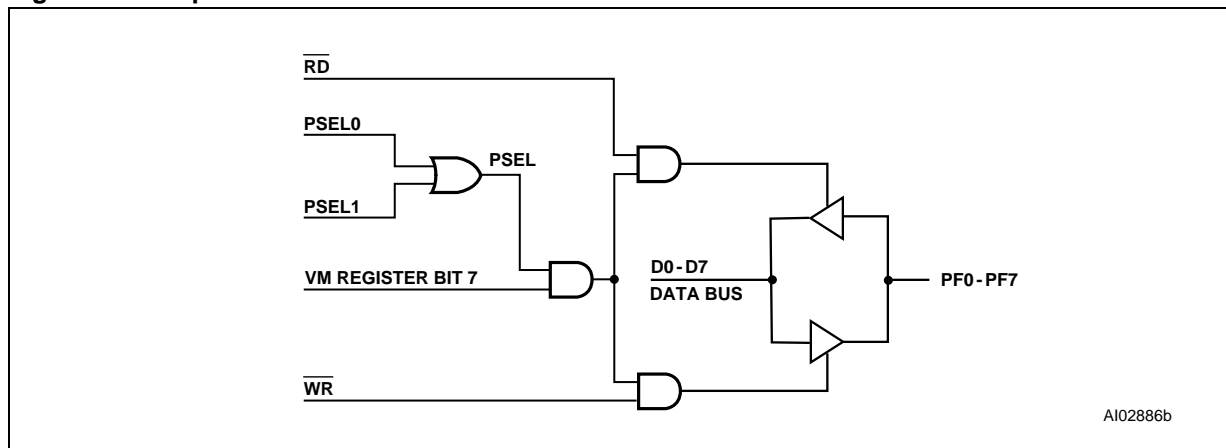 RD
PSEL0
PSEL
PSEL1
VM REGISTER BIT 7
D0-D7
DATA BUS
PF0-PF7
WR
AI02886b